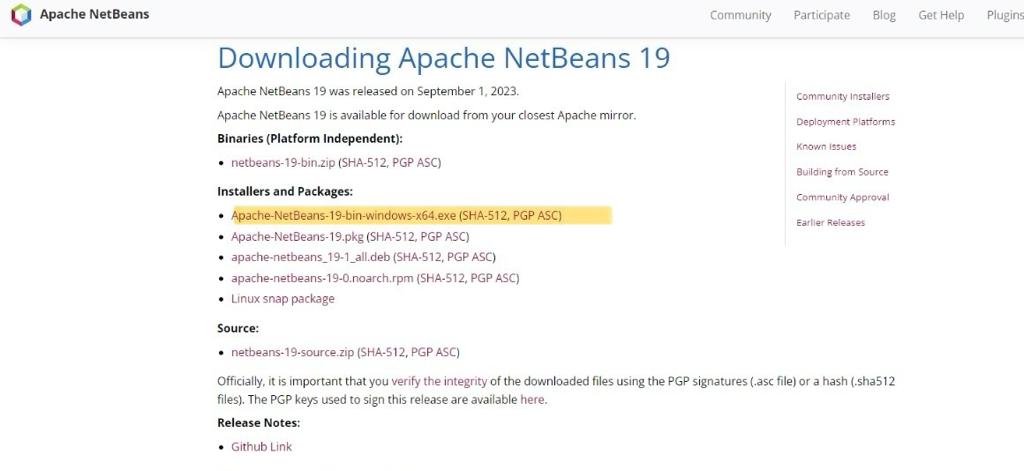 Apache NetBeans
Community Participate Blog Get Help Plugins
Downloading Apache NetBeans 19
Apache NetBeans 19 was released on September 1, 2023.
Apache NetBeans 19 is available for download from your closest Apache mirror.
Binaries (Platform Independent):
netbeans-19-bin.zip (SHA-512, PGP ASC)
Installers and Packages:
Apache-NetBeans-19-bin-windows-x64.exe (SHA-512, PGP ASC)
Apache-NetBeans-19.pkg (SHA-512, PGP ASC)
apache-netbeans_19-1_all.deb (SHA-512, PGP ASC)
apache-netbeans-19-0.noarch.rpm (SHA-512, PGP ASC)
Linux snap package
Source:
netbeans-19-source.zip (SHA-512, PGP ASC)
Officially, it is important that you verify the integrity of the downloaded files using the PGP signatures (.asc file) or a hash (.sha512
files). The PGP keys used to sign this release are available here.
Release Notes:
Github Link
Community Installers
Deployment Platforms
Known Issues
Building from Source
Community Approval
Earlier Releases